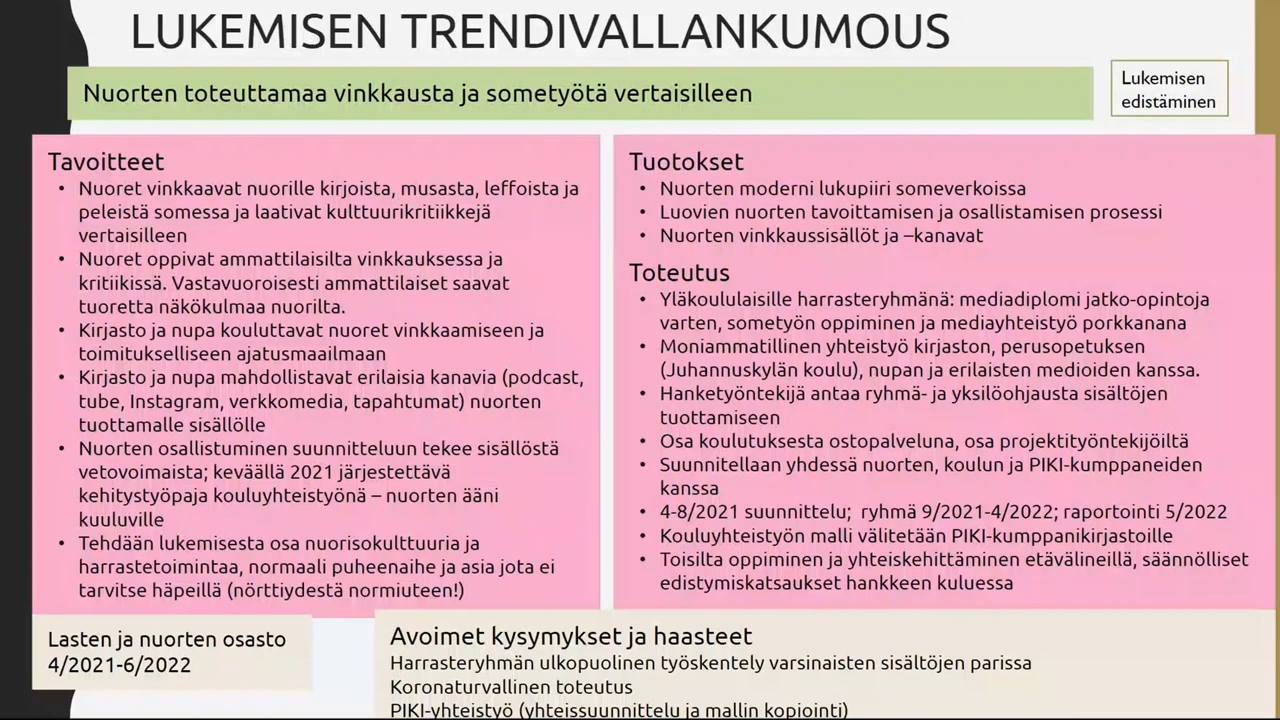 LUKEMISEN TRENDIVALLANKUMOUS
Nuorten toteuttamaa vinkkausta ja sometyötä vertaisilleen
Lukemisen
edistäminen
Tavoitteet
• Nuoret vinkkaavat nuorille kirjoista, musasta, leffoista ja
peleistä somessa ja laativat kulttuurikritiikkejä
vertaisilleen
• Nuoret oppivat ammattilaisilta vinkkauksessa ja
kritiikissä. Vastavuoroisesti ammattilaiset saavat
tuoretta näkökulmaa nuorilta.
• Kirjasto ja nupa kouluttavat nuoret vinkkaamiseen ja
toimitukselliseen ajatusmaailmaan
• Kirjasto ja nupa mahdollistavat erilaisia kanavia (podcast,
tube, Instagram, verkkomedia, tapahtumat) nuorten
tuottamalle sisällölle
• Nuorten osallistuminen suunnitteluun tekee sisällöstä
vetovoimaista; keväällä 2021 järjestettävä
kehitystyöpaja kouluyhteistyönä – nuorten ääni
kuuluville
• Tehdään lukemisesta osa nuorisokulttuuria ja
harrastetoimintaa, normaali puheenaihe ja asia jota ei
tarvitse häpeillä (nörttiydestä normiuteen!)
Tuotokset
• Nuorten moderni lukupiiri someverkoissa
• Luovien nuorten tavoittamisen ja osallistamisen prosessi
• Nuorten vinkkaussisällöt ja –kanavat
Toteutus
• Yläkoululaisille harrasteryhmänä: mediadiplomi jatko-opintoja
varten, sometyön oppiminen ja mediayhteistyö porkkanana
• Moniammatillinen yhteistyö kirjaston, perusopetuksen
(Juhannuskylän koulu), nupan ja erilaisten medioiden kanssa.
• Hanketyöntekijä antaa ryhmä- ja yksilöohjausta sisältöjen
tuottamiseen
• Osa koulutuksesta ostopalveluna, osa projektityöntekijöiltä
• Suunnitellaan yhdessä nuorten, koulun ja PIKI-kumppaneiden
kanssa
• 4-8/2021 suunnittelu; ryhmä 9/2021-4/2022; raportointi 5/2022
• Kouluyhteistyön malli välitetään PIKI-kumppanikirjastoille
• Toisilta oppiminen ja yhteiskehittäminen etävälineillä, säännölliset
edistymiskatsaukset hankkeen kuluessa
Lasten ja nuorten osasto
4/2021-6/2022
Avoimet kysymykset ja haasteet
Harrasteryhmän ulkopuolinen työskentely varsinaisten sisältöjen parissa
Koronaturvallinen toteutus
PIKI-yhteistyö (yhteissuunnittelu ja mallin kopiointi)